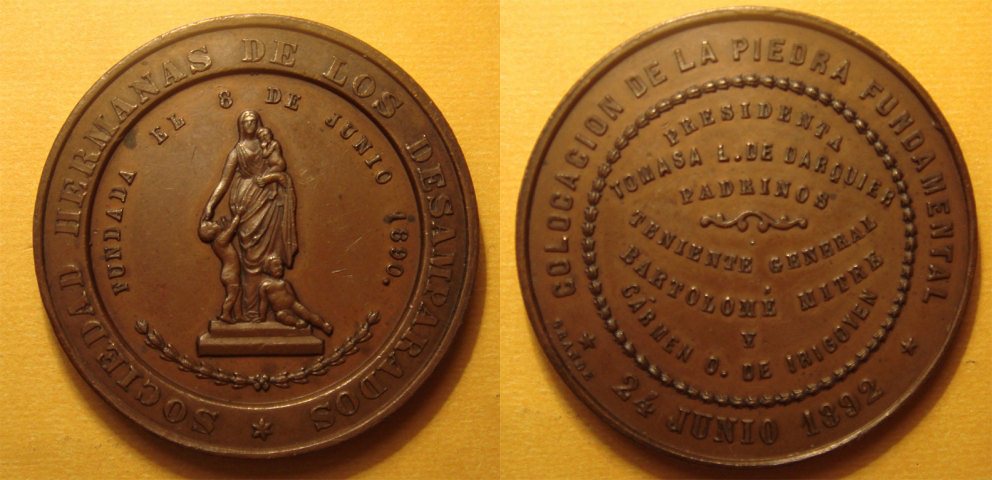 SOCIEDAD HERMANAS DE LOS DESAMPARADOS
FUNDADA EL 8 DE JUNIO 1890.
COLOCACION DE LA PIEDRA FUNDAMENTAL
PRESIDENTA
TOMASA L. DE DARQUIER
PADRINOS
TENIENTE GENERAL
BARTOLOMÉ MITRE
Y
CÁRMEN O. DE IRIGOYEN
24 JUNIO 1892